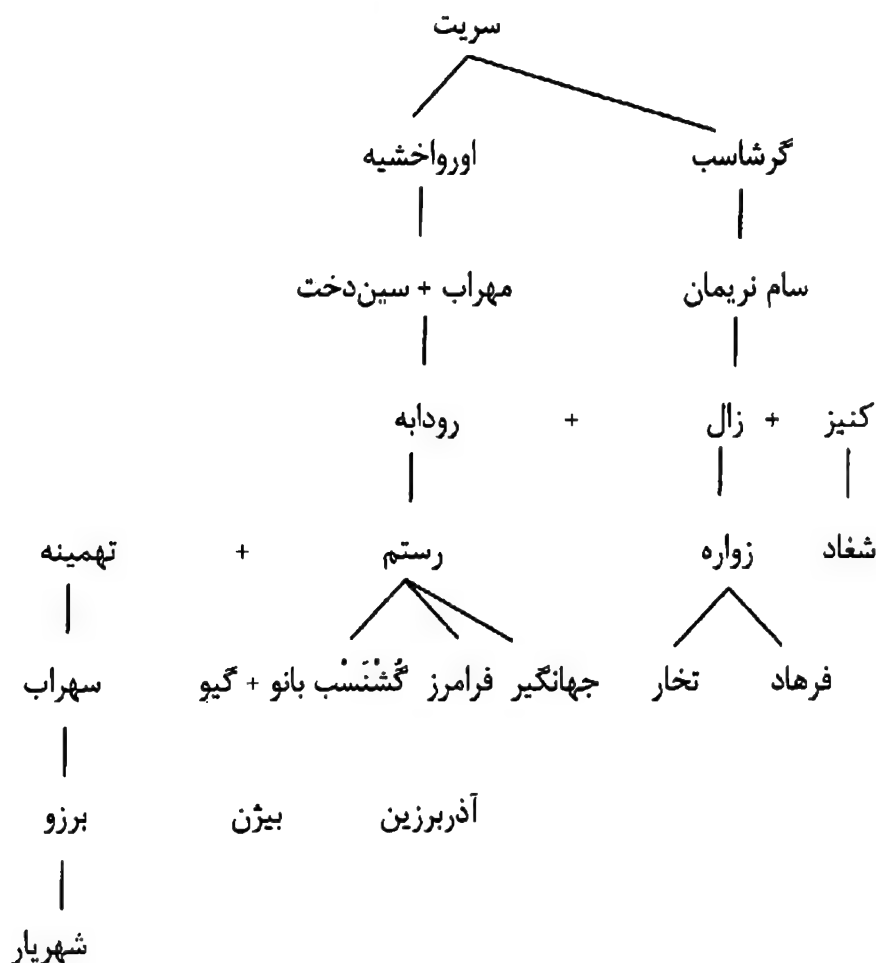 سریت
گرشاسب اورواخشیه
سام نریمان مهراب + سین‌دخت
کنیز + زال + رودابه
شغاد زواره رستم + تهمینه
فرهاد تخار جهانگیر فرامرز گُشْنَسْب بانو + گیو سهراب
آذربرزین بیژن برزو
شهریار